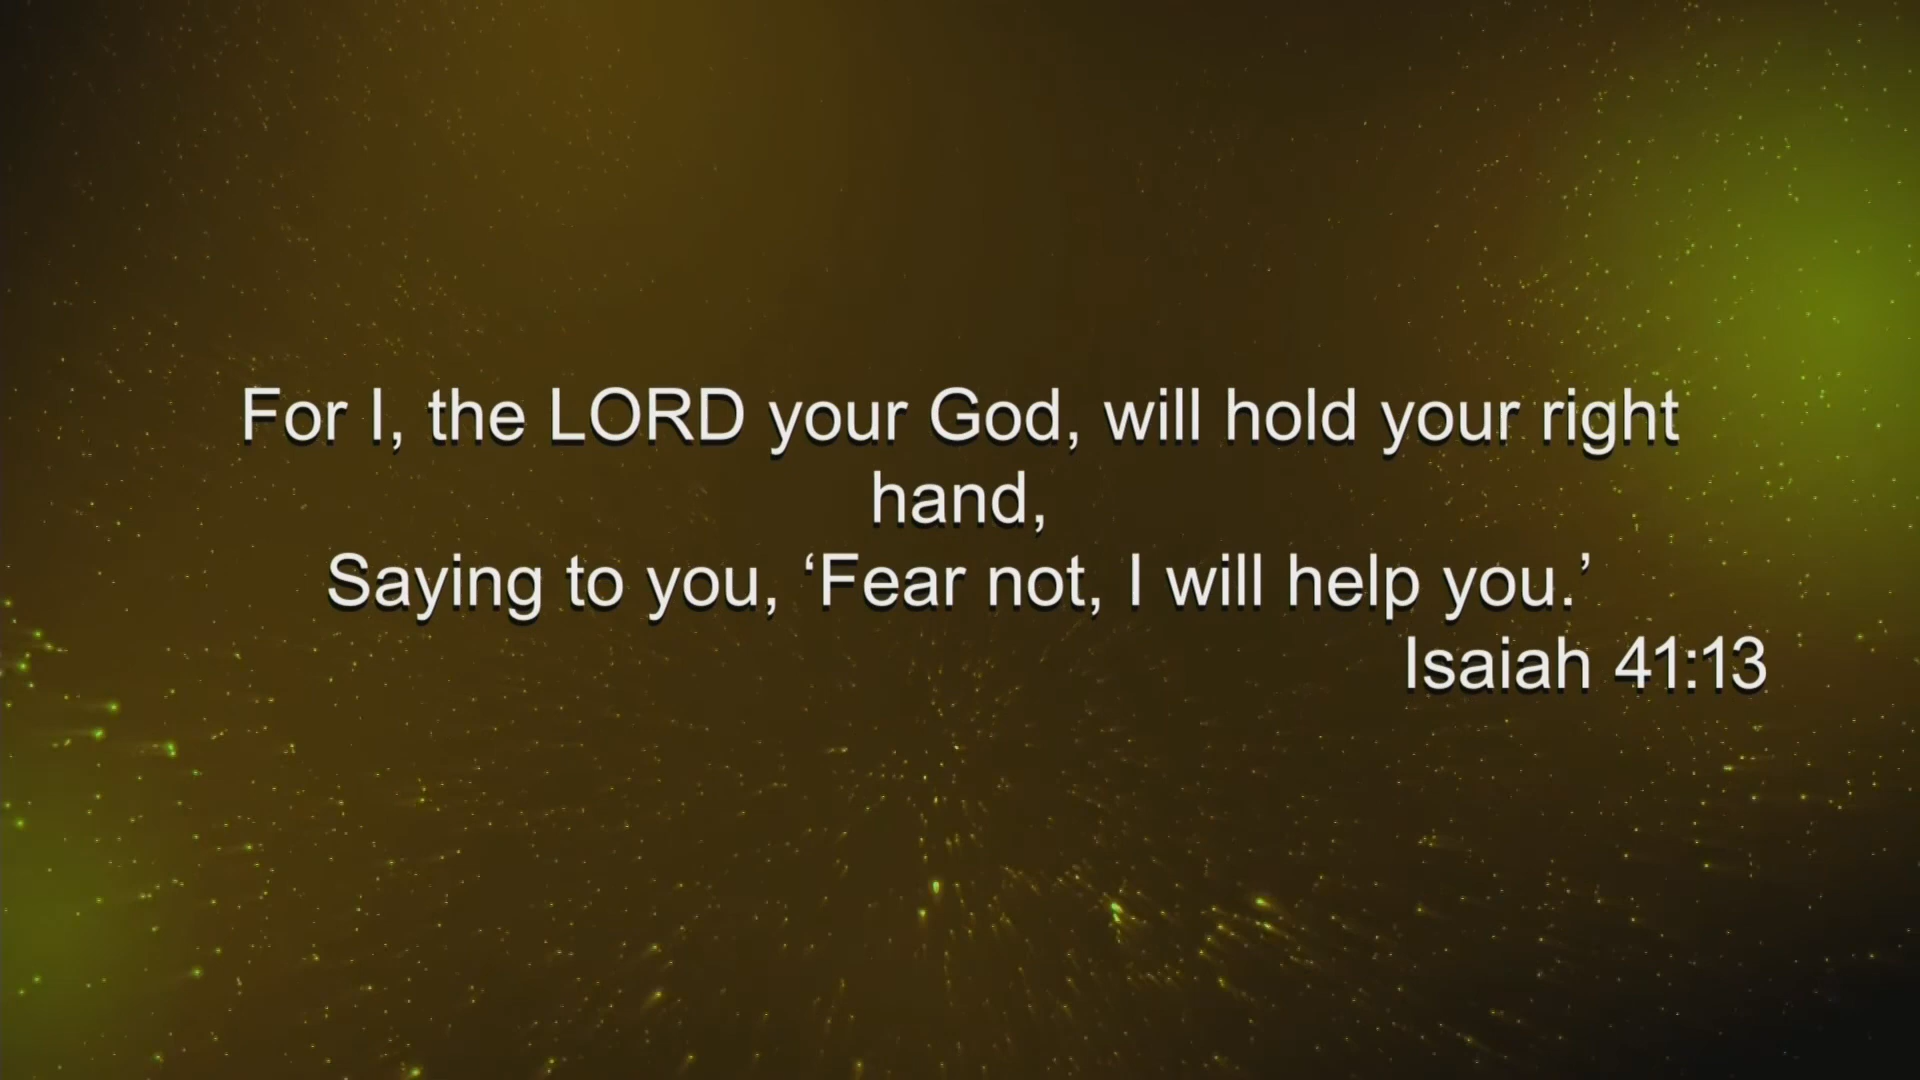 For I, the LORD your God, will hold your right
hand,
Saying to you, ‘Fear not, I will help you.’
Isaiah 41:13